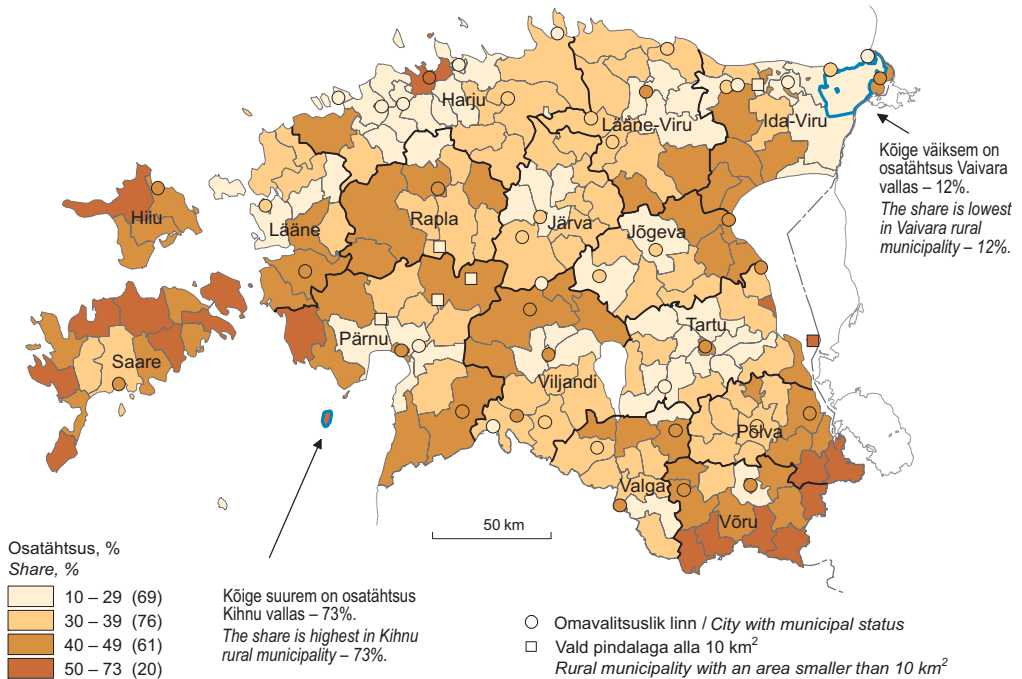 Harju
Lääne-Viru
Ida-Viru
Kõige väiksem on
osatähtsus Vaivara
vallas – 12%.
The share is lowest
in Vaivara rural
municipality – 12%.
Hiiu
Lääne
Rapla
Järva
Jõgeva
Saare
Pärnu
Viljandi
Tartu
Põlva
Valga
Võru
50 km
Osatähtsus, %
Share, %
10 – 29 (69)
30 – 39 (76)
40 – 49 (61)
50 – 73 (20)
Kõige suurem on osatähtsus
Kihnu vallas – 73%.
The share is highest in Kihnu
rural municipality – 73%.
Omavalitsuslik linn / City with municipal status
Vald pindalaga alla 10 km²
Rural municipality with an area smaller than 10 km²